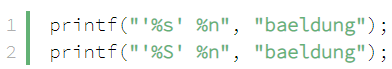 1 printf("'%s' %n", "baeldung");
2 printf("'%S' %n", "baeldung");